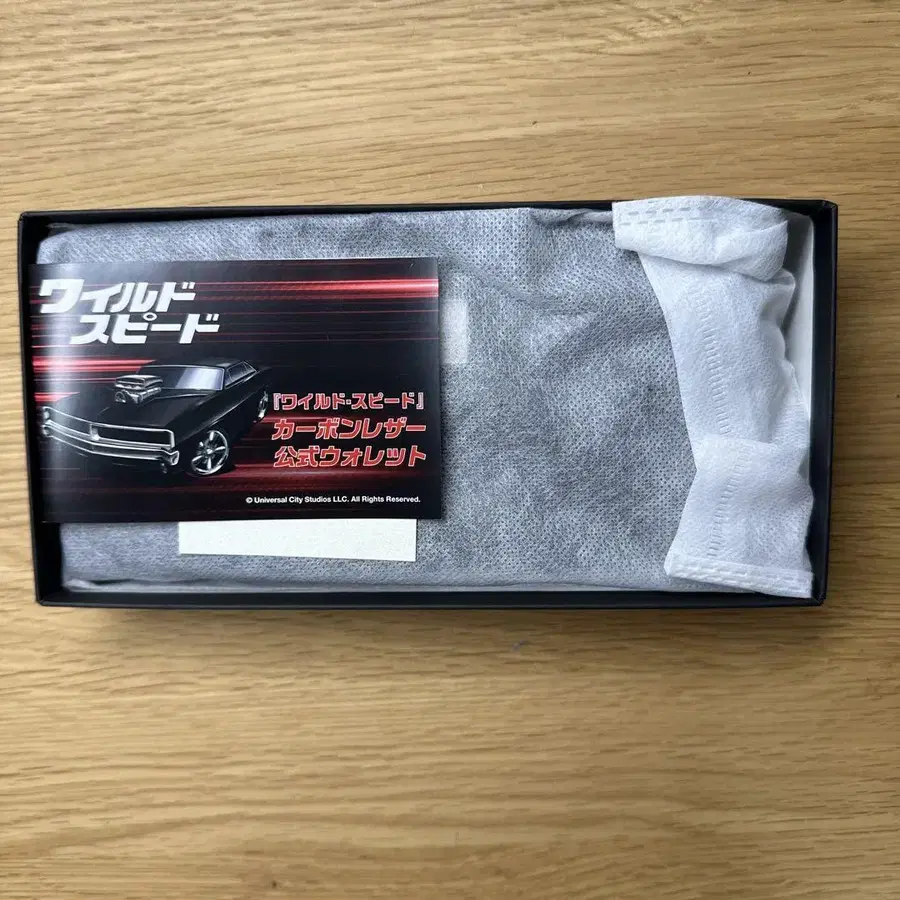 ワイルド
スピード
『ワイルド・スピード』
カーボンレザー
公式ウォレット
© Universal City Studios LLC. All Rights Reserved.